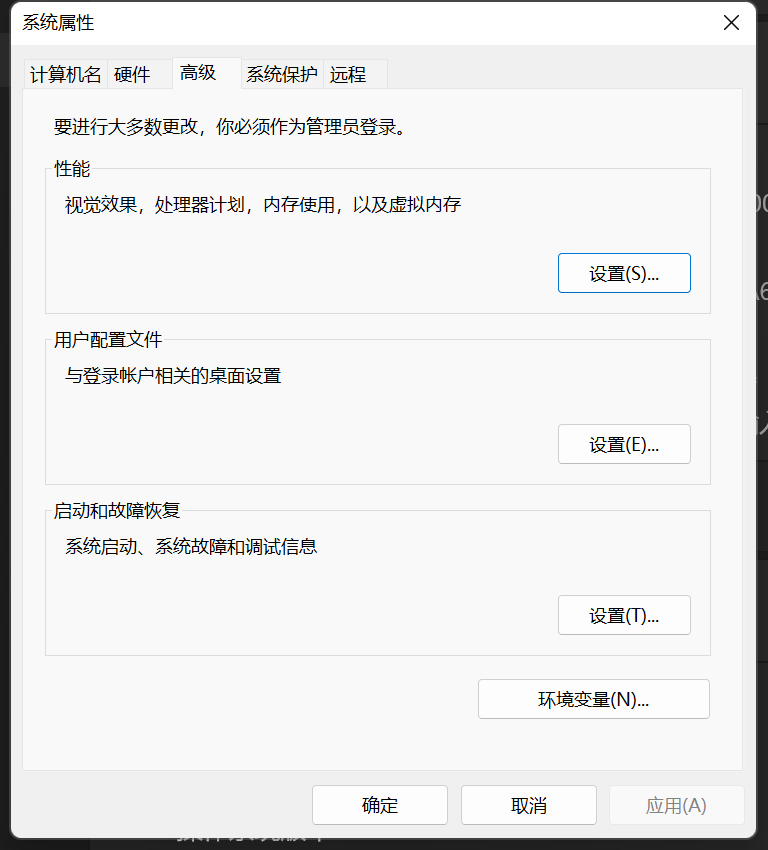 系统属性
计算机名 硬件 高级 系统保护 远程
要进行大多数更改，你必须作为管理员登录。
性能
视觉效果，处理器计划，内存使用，以及虚拟内存
设置(S)...
用户配置文件
与登录帐户相关的桌面设置
设置(E)...
启动和故障恢复
系统启动、系统故障和调试信息
设置(T)...
环境变量(N)...
确定 取消 应用(A)